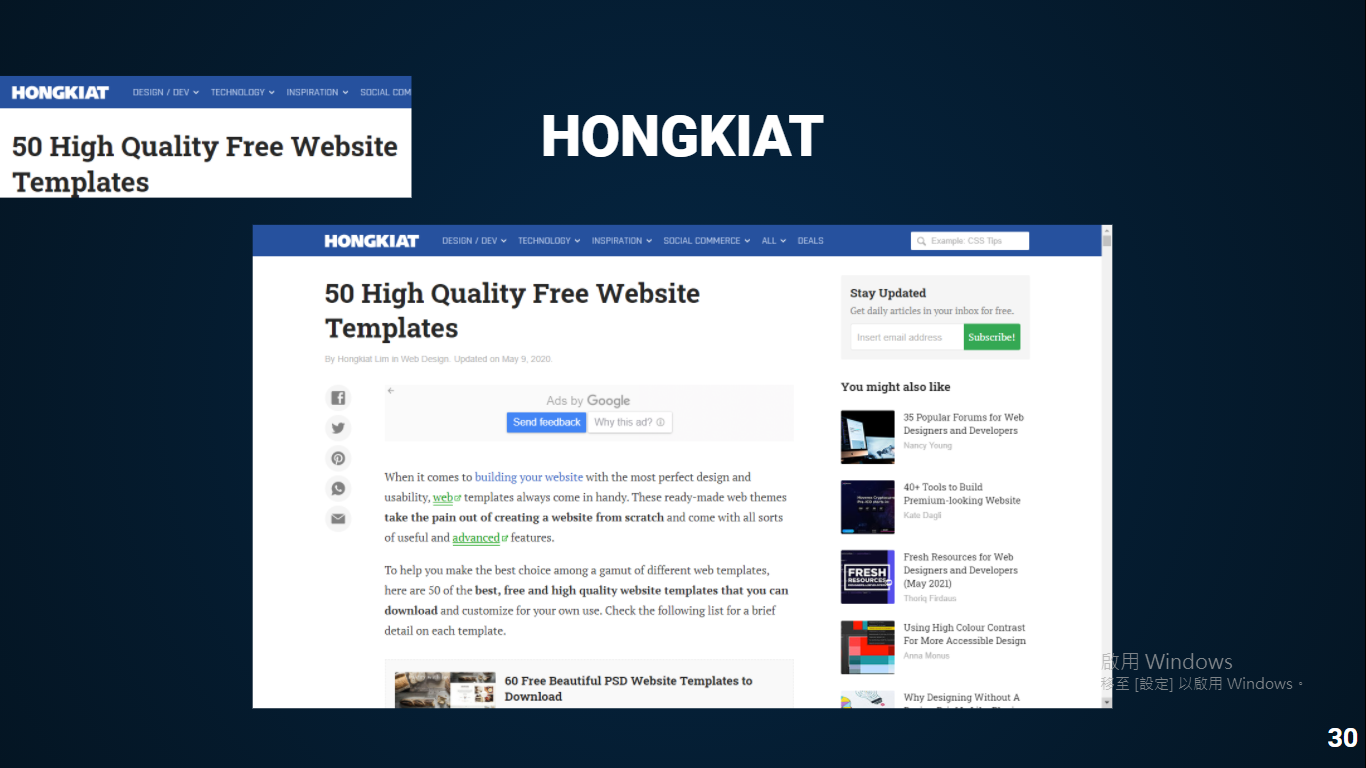 HONGKIAT
DESIGN / DEV
TECHNOLOGY
INSPIRATION
SOCIAL COM
50 High Quality Free Website
Templates
HONGKIAT
HONGKIAT
DESIGN / DEV
TECHNOLOGY
INSPIRATION
SOCIAL COMMERCE
ALL
DEALS
Example: CSS Tips
50 High Quality Free Website
Templates
By Hongkiat Lim in Web Design. Updated on May 9, 2020.
Ads by Google
Send feedback
Why this ad?
When it comes to building your website with the most perfect design and
usability, web templates always come in handy. These ready-made web themes
take the pain out of creating a website from scratch and come with all sorts
of useful and advanced features.
To help you make the best choice among a gamut of different web templates,
here are 50 of the best, free and high quality website templates that you can
download and customize for your own use. Check the following list for a brief
detail on each template.
60 Free Beautiful PSD Website Templates to
Download
Stay Updated
Get daily articles in your inbox for free.
Insert email address
Subscribe!
You might also like
35 Popular Forums for Web
Designers and Developers
Nancy Young
40+ Tools to Build
Premium-looking Website
Kate Dagli
FRESH
RESOURCES
Fresh Resources for Web
Designers and Developers
(May 2021)
Thoriq Firdaus
Using High Colour Contrast
For More Accessible Design
Anna Monus
Why Designing Without A
啟用 Windows
移至 [設定] 以啟用 Windows。
30